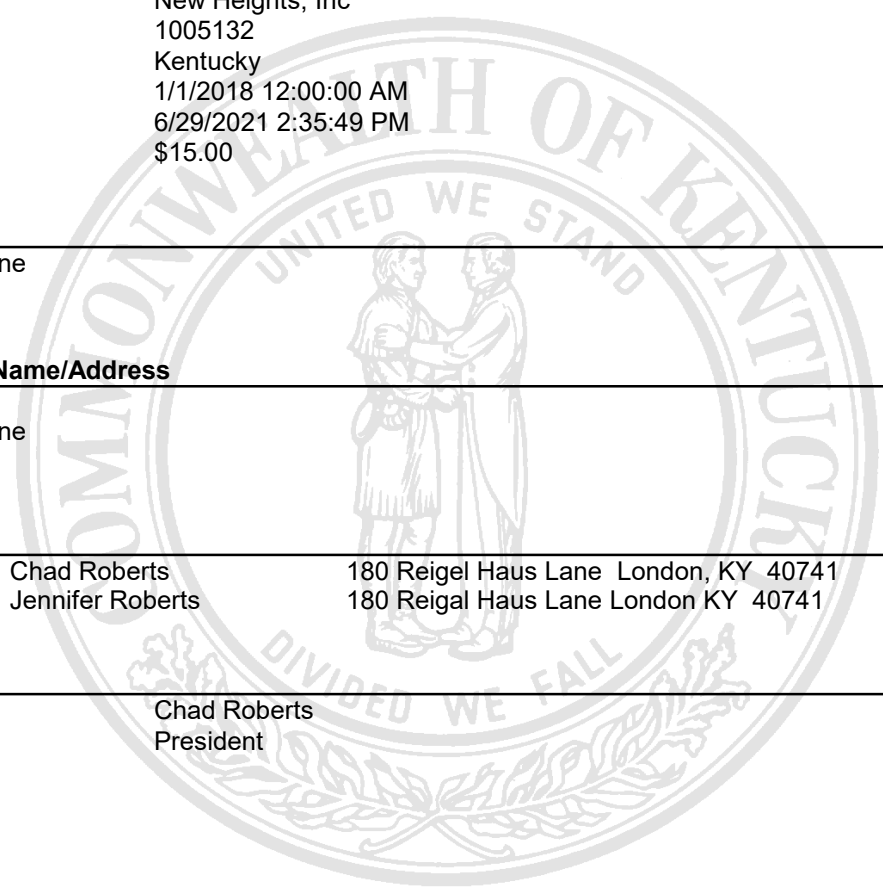 New Heights, Inc
1005132
Kentucky
1/1/2018 12:00:00 AM
6/29/2021 2:35:49 PM
$15.00
ne
Name/Address
ne
Chad Roberts 180 Reigel Haus Lane London, KY 40741
Jennifer Roberts 180 Reigal Haus Lane London KY 40741
Chad Roberts
President
COMMONWEALTH OF KENTUCKY
UNITED WE STAND
DIVIDED WE FALL